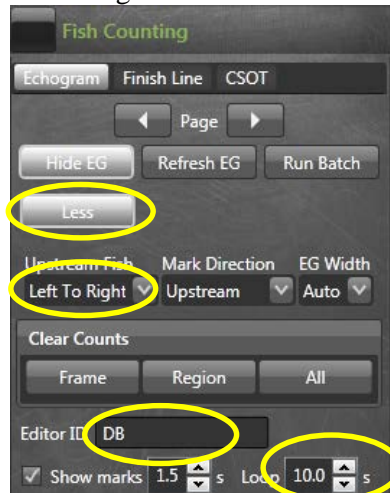 Fish Counting
Echogram Finish Line CSOT
Page
Hide EG Refresh EG Run Batch
Less
Upstream Fish Mark Direction EG Width
Left To Right Upstream Auto
Clear Counts
Frame Region All
Editor ID DB
Show marks 1.5 s Loop 10.0 s